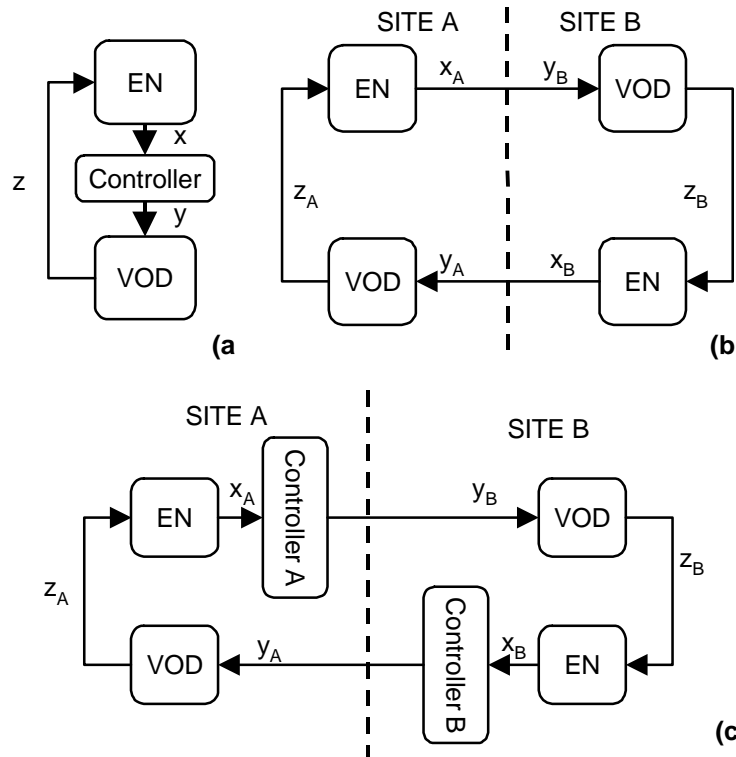 EN
x
Controller
z
y
VOD
(a
SITE A
SITE B
EN
x_A
y_B
VOD
z_A
z_B
VOD
y_A
x_B
EN
(b
SITE A
SITE B
EN
x_A
Controller A
y_B
VOD
z_A
z_B
VOD
y_A
Controller B
x_B
EN
(c